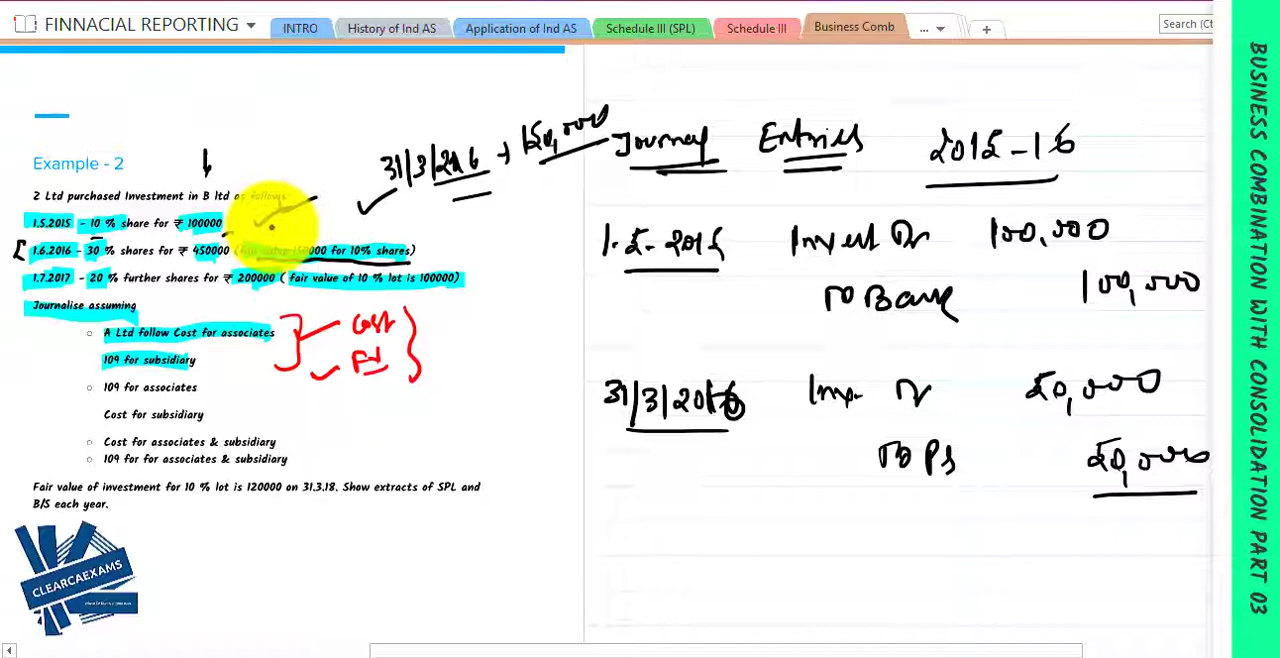 FINNACIAL REPORTING
INTRO
History of Ind AS
Application of Ind AS
Schedule III (SPL)
Schedule III
Business Comb
...
Search (Ct
Example - 2
2 Ltd purchased Investment in B ltd as follows
1.5.2015 - 10 % share for ₹ 100000
1.6.2016 - 30 % shares for ₹ 450000 (fair value 150000 for 10% shares)
1.7.2017 - 20 % further shares for ₹ 200000 ( fair value of 10 % lot is 100000)
Journalise assuming
A Ltd follow Cost for associates
109 for subsidiary
109 for associates
Cost for subsidiary
Cost for associates & subsidiary
109 for for associates & subsidiary
Fair value of investment for 10 % lot is 120000 on 31.3.18. Show extracts of SPL and
B/S each year.
CLEARCAEXAMS
Cost
31/3/2016 → 150,000
Journal Entries 2015-16
1-5-2015 Invest Dr 100,000
To Bank 100,000
31/3/2016 Inv. Dr 50,000
To P&L 50,000
BUSINESS COMBINATION WITH CONSOLIDATION PART 03